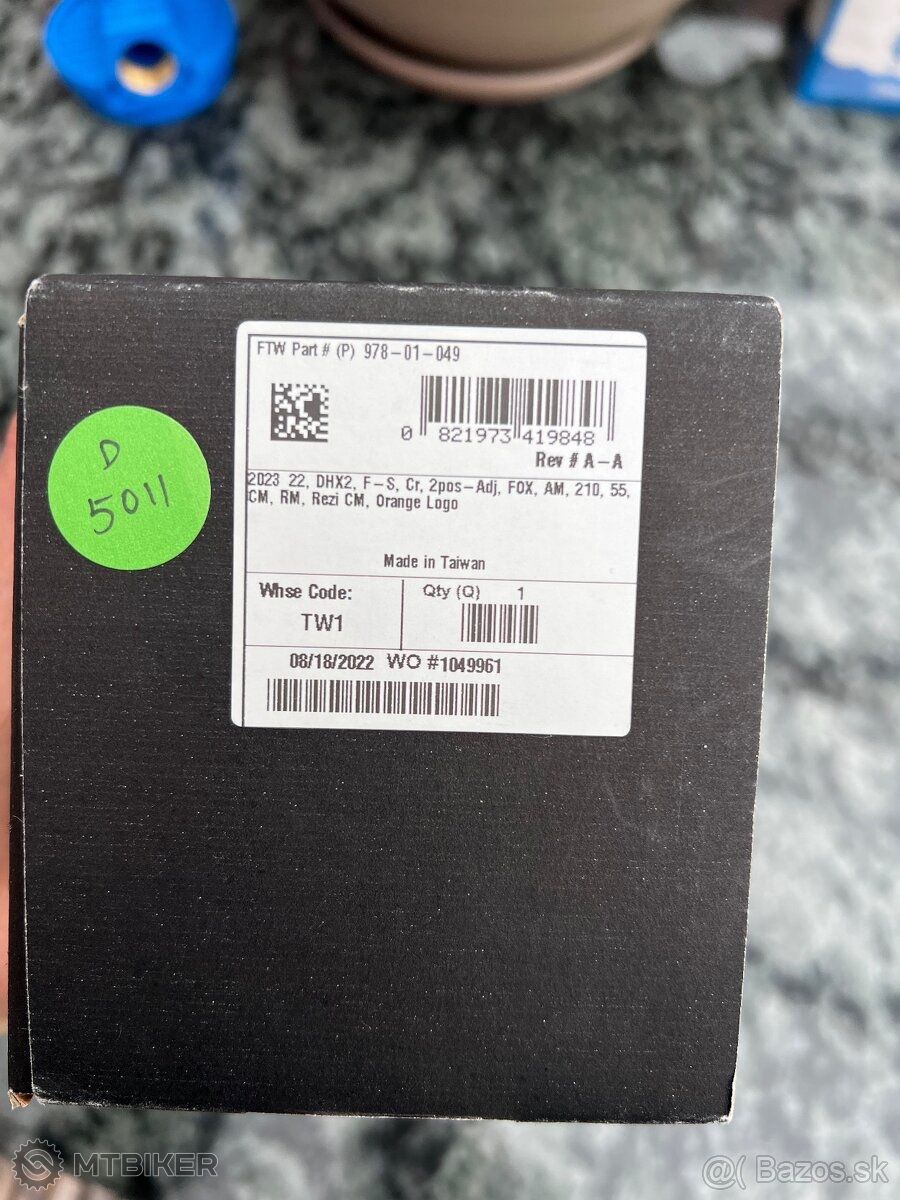 FTW Part # (P) 978-01-049
0 821973 419848
Rev # A-A
2023 22, DHX2, F-S, Cr, 2pos-Adj, FOX, AM, 210, 55,
CM, RM, Rezi CM, Orange Logo
Made in Taiwan
Whse Code:
TW1
Qty (Q) 1
08/18/2022 WO #1049961
D
5011
MTBIKER
@( Bazos.sk